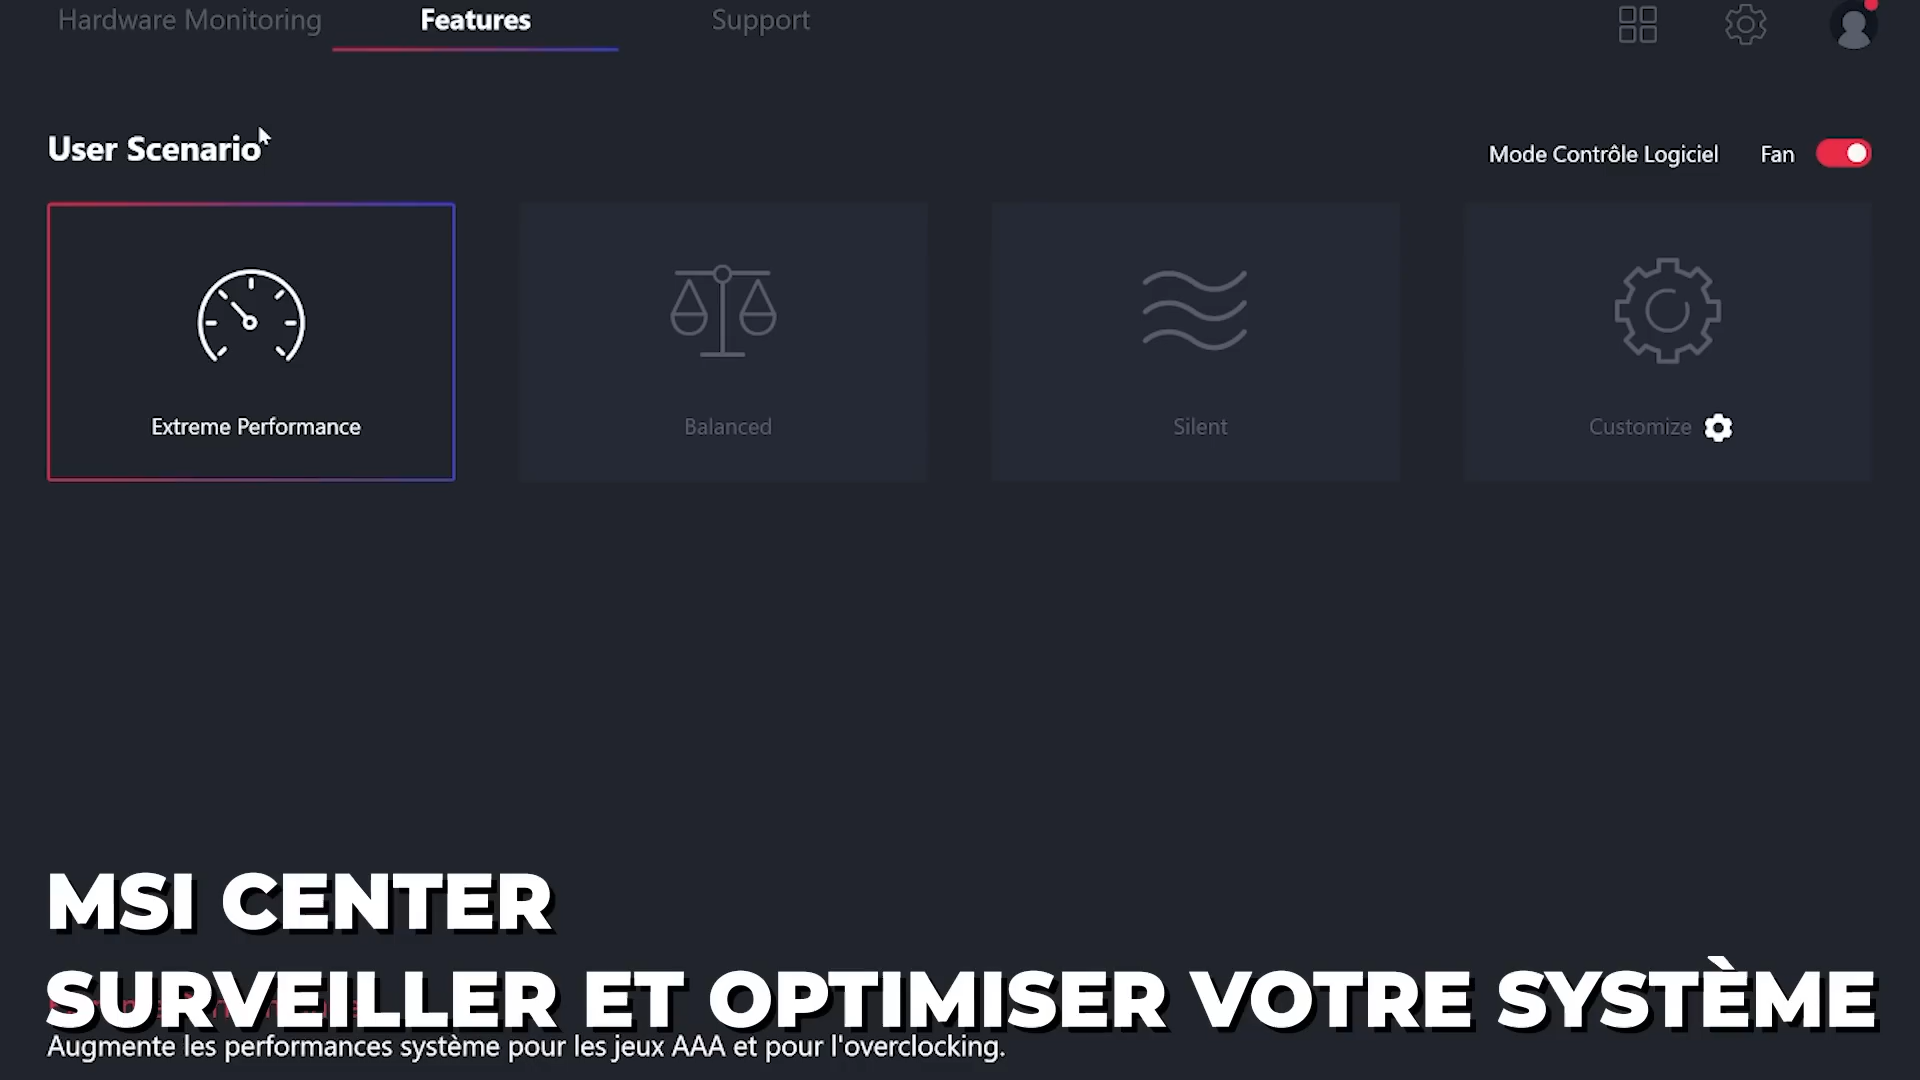 Hardware Monitoring Features Support
User Scenario Mode Contrôle Logiciel Fan
Extreme Performance Balanced Silent Customize
MSI CENTER
SURVEILLER ET OPTIMISER VOTRE SYSTÈME
Augmente les performances système pour les jeux AAA et pour l'overclocking.